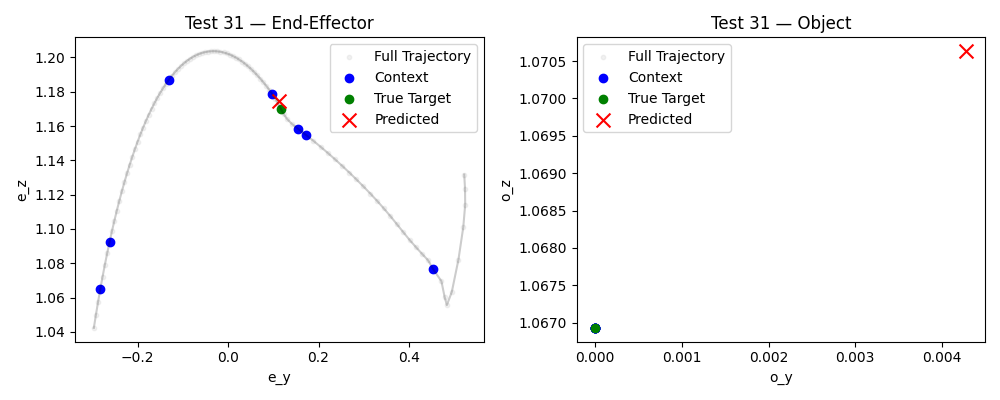 Test 31 — End-Effector
1.20
1.18
1.16
1.14
1.12
1.10
1.08
1.06
1.04
e_z
−0.2
0.0
0.2
0.4
e_y
Full Trajectory
Context
True Target
Predicted
Test 31 — Object
1.0705
1.0700
1.0695
1.0690
1.0685
1.0680
1.0675
1.0670
o_z
0.000
0.001
0.002
0.003
0.004
o_y
Full Trajectory
Context
True Target
Predicted